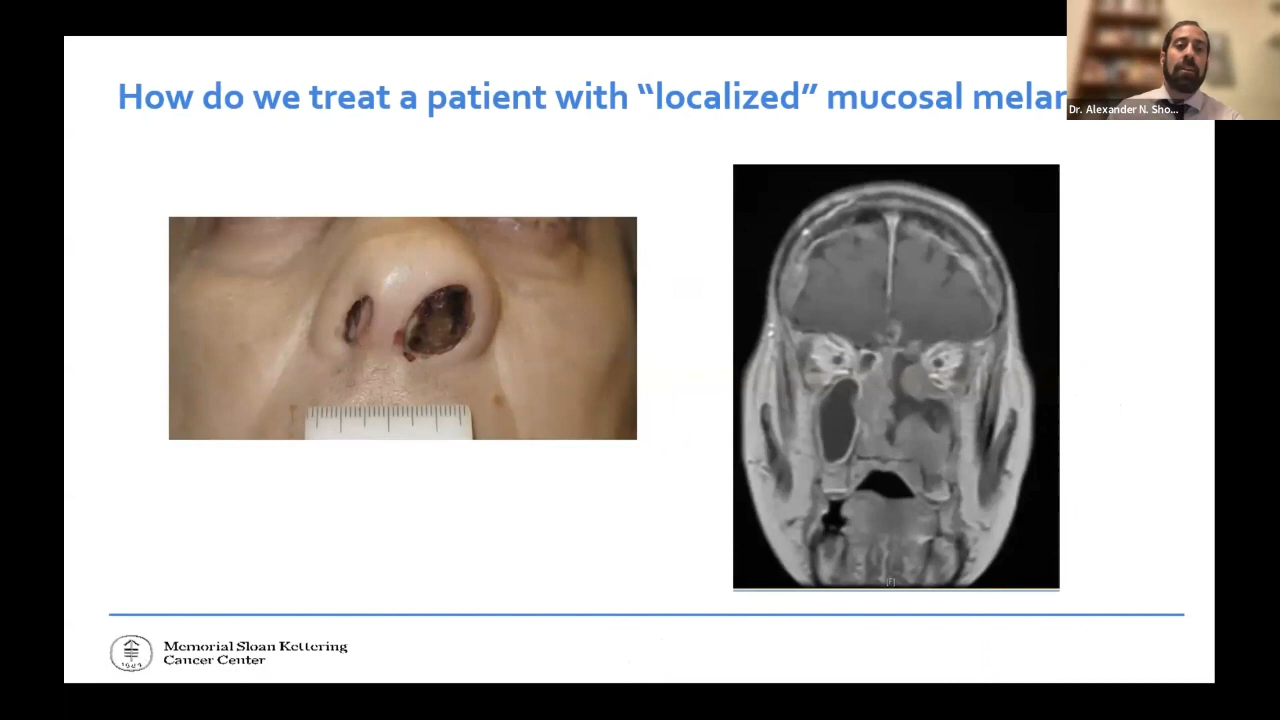 How do we treat a patient with “localized” mucosal melan
Dr. Alexander N. Sho...
[F]
Memorial Sloan Kettering
Cancer Center